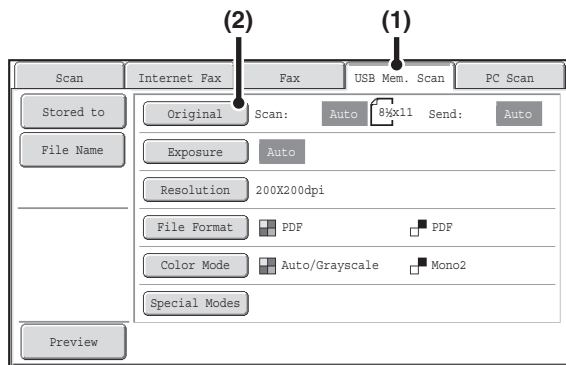 (2) (1)
Scan Internet Fax Fax USB Mem. Scan PC Scan
Stored to Original Scan: Auto 8½x11 Send: Auto
File Name Exposure Auto
Resolution 200X200dpi
File Format PDF PDF
Color Mode Auto/Grayscale Mono2
Special Modes
Preview